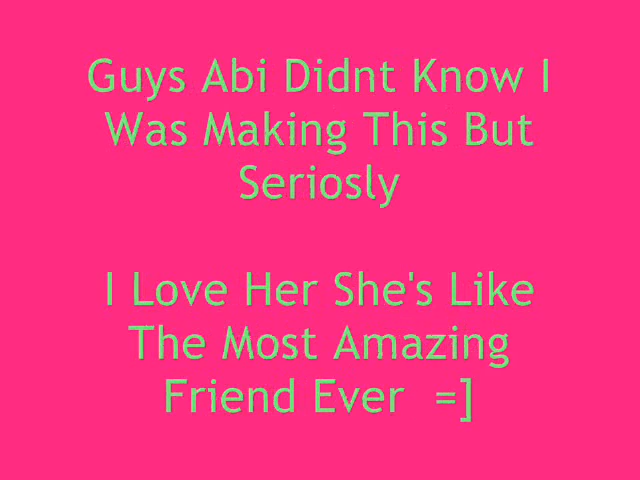 Guys Abi Didnt Know I
Was Making This But
Seriosly
I Love Her She's Like
The Most Amazing
Friend Ever =]